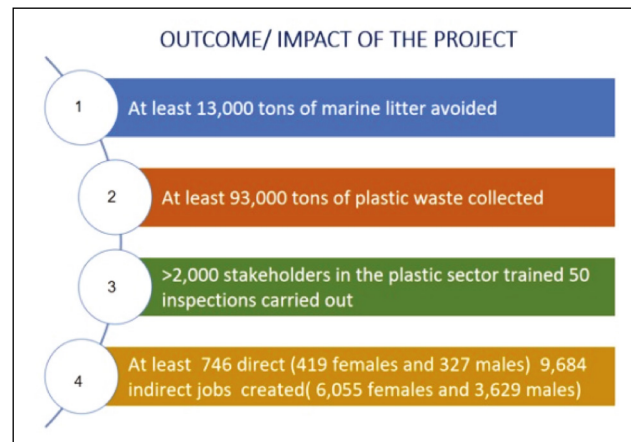 OUTCOME/ IMPACT OF THE PROJECT
1
At least 13,000 tons of marine litter avoided
2
At least 93,000 tons of plastic waste collected
3
>2,000 stakeholders in the plastic sector trained 50
inspections carried out
4
At least  746 direct (419 females and 327 males)  9,684
indirect jobs  created( 6,055 females and 3,629 males)